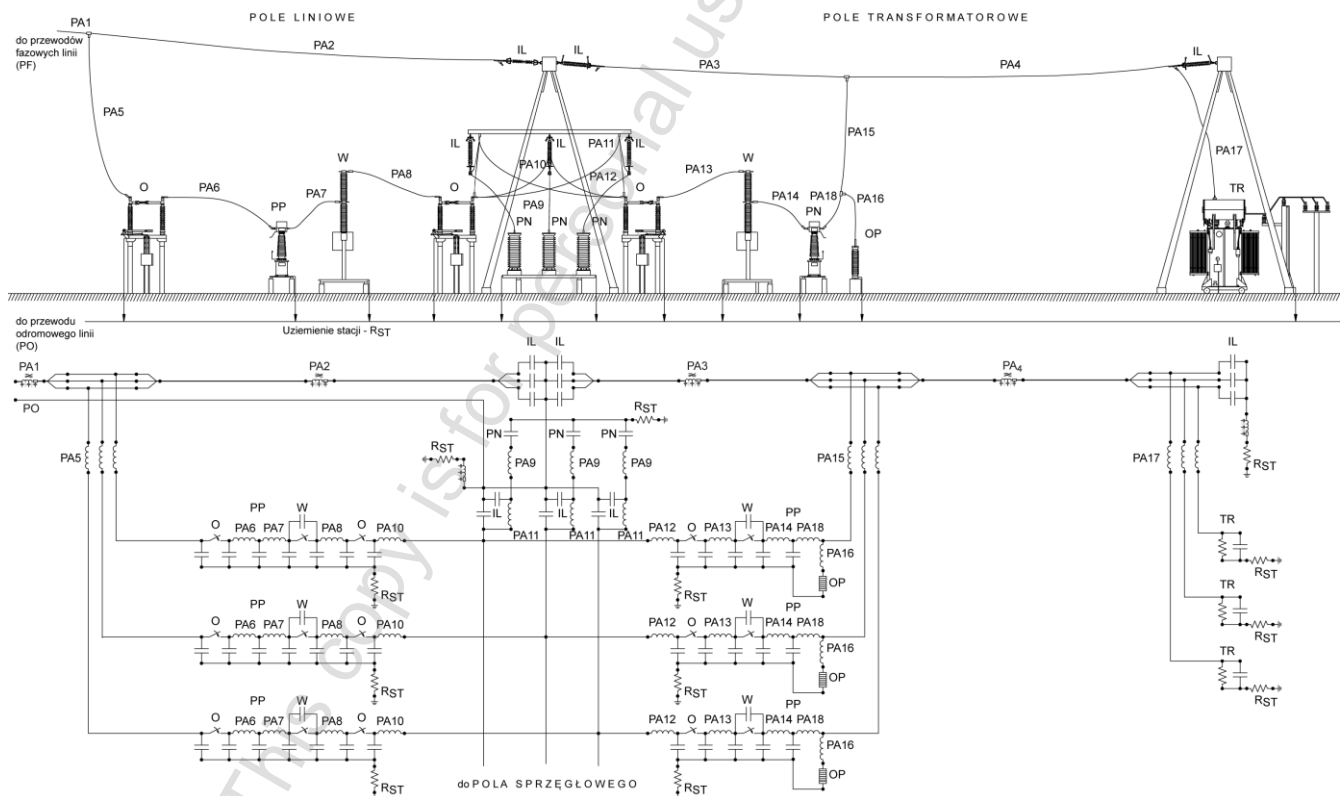 POLE LINIOWE
POLE TRANSFORMATOROWE
PA1
do przewodów
fazowych linii
(PF)
PA2
IL
IL
PA3
PA4
IL
PA5
PA15
PA17
IL
IL
PA11
IL
PA10
PA12
PA9
O
PA6
PP
PA7
W
PA8
O
PN
PN
PN
O
PA13
W
PA14
PA18
PN
PA16
OP
TR
do przewodu
odromowego linii
(PO)
Uziemienie stacji - RST
PA1
PA2
IL
IL
PA3
PA4
IL
PO
PN
PN
PN
RST
RST
PA5
PA9
PA9
PA9
PA15
PA17
RST
IL
IL
IL
PA11
PA11
PA11
O
PA6
PP
PA7
W
PA8
O
PA10
PA12
O
PA13
W
PA14
PP
PA18
PA16
OP
RST
RST
TR
RST
O
PA6
PP
PA7
W
PA8
O
PA10
PA12
O
PA13
W
PA14
PP
PA18
PA16
OP
RST
RST
TR
RST
O
PA6
PP
PA7
W
PA8
O
PA10
PA12
O
PA13
W
PA14
PP
PA18
PA16
OP
RST
RST
TR
RST
do POLA SPRZĘGŁOWEGO
This copy is for personal us